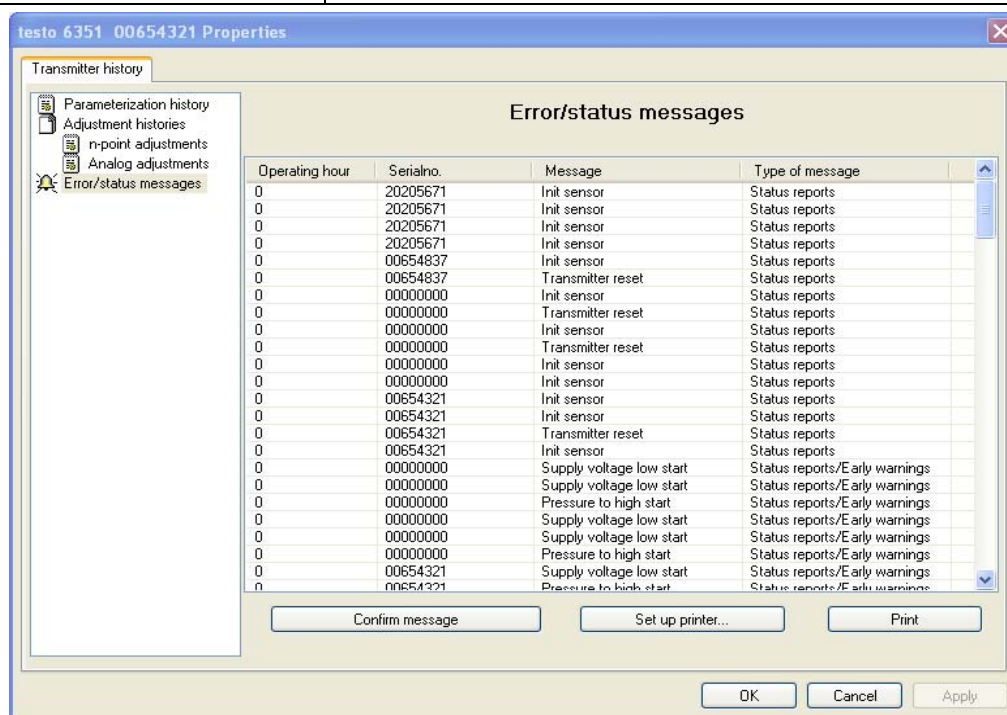 testo 6351 00654321 Properties
Transmitter history
Parameterization history
Adjustment histories
n-point adjustments
Analog adjustments
Error/status messages
Error/status messages
Operating hour Serialno. Message Type of message
0 20205671 Init sensor Status reports
0 20205671 Init sensor Status reports
0 20205671 Init sensor Status reports
0 20205671 Init sensor Status reports
0 00654837 Init sensor Status reports
0 00654837 Transmitter reset Status reports
0 00000000 Init sensor Status reports
0 00000000 Transmitter reset Status reports
0 00000000 Init sensor Status reports
0 00000000 Transmitter reset Status reports
0 00000000 Init sensor Status reports
0 00000000 Init sensor Status reports
0 00654321 Init sensor Status reports
0 00654321 Init sensor Status reports
0 00654321 Transmitter reset Status reports
0 00654321 Init sensor Status reports
0 00000000 Supply voltage low start Status reports/Early warnings
0 00000000 Supply voltage low start Status reports/Early warnings
0 00000000 Pressure to high start Status reports/Early warnings
0 00000000 Supply voltage low start Status reports/Early warnings
0 00000000 Supply voltage low start Status reports/Early warnings
0 00000000 Pressure to high start Status reports/Early warnings
0 00654321 Supply voltage low start Status reports/Early warnings
0 00654321 Pressure to high start Status reports/Early warnings
Confirm message Set up printer... Print
OK Cancel Apply